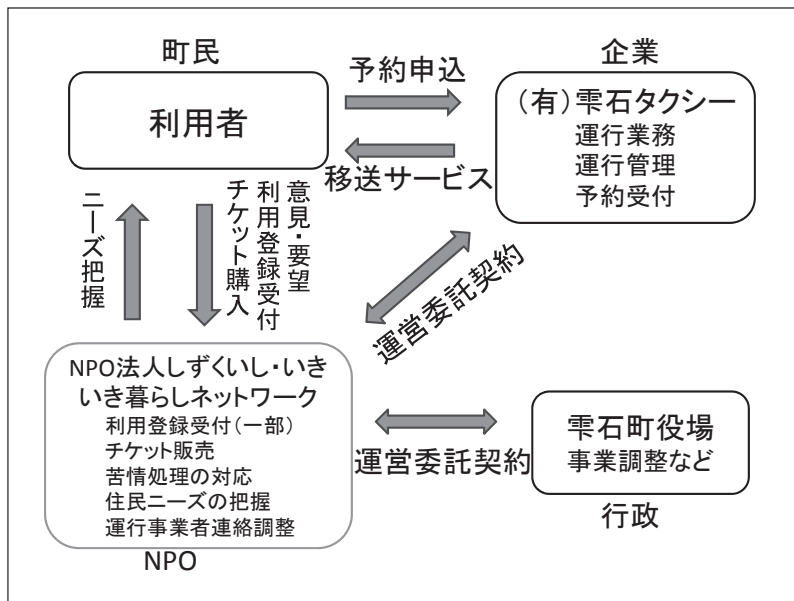 町民
利用者
予約申込
移送サービス
企業
（有）雫石タクシー
運行業務
運行管理
予約受付
ニーズ把握
意見・要望
利用登録受付
チケット購入
運営委託契約
NPO法人しずくいし・いき
いき暮らしネットワーク
利用登録受付（一部）
チケット販売
苦情処理の対応
住民ニーズの把握
運行事業者連絡調整
NPO
運営委託契約
雫石町役場
事業調整など
行政